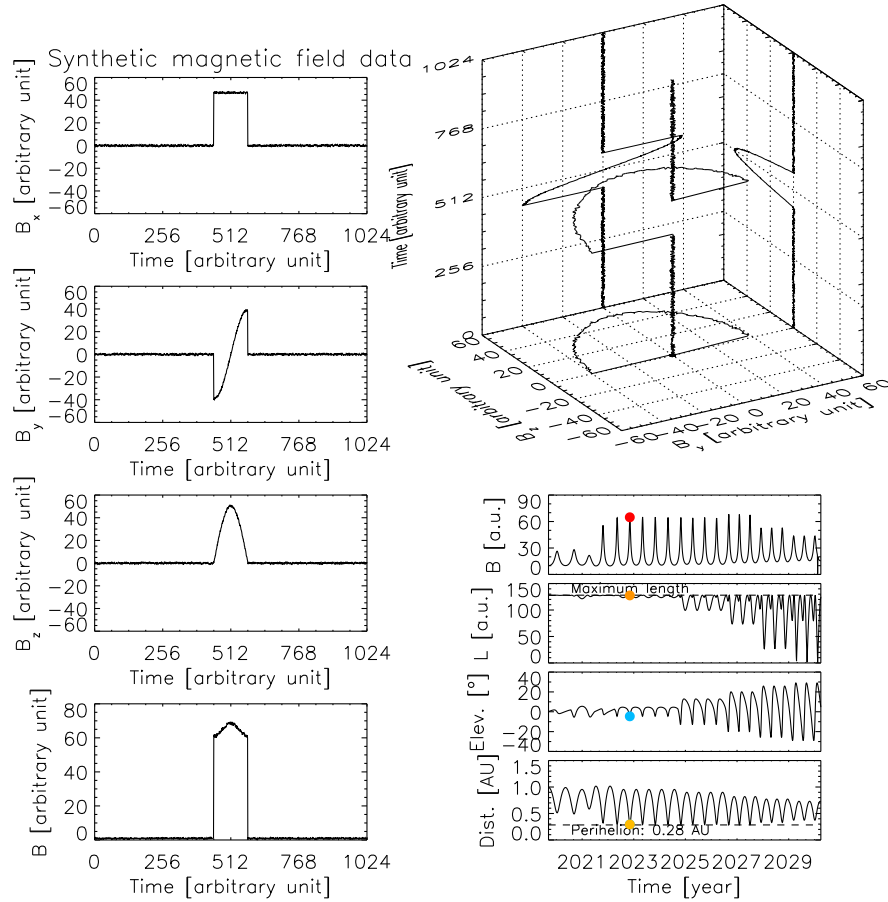 Synthetic magnetic field data
B_x [arbitrary unit]
60
40
20
0
−20
−40
−60
0 256 512 768 1024
Time [arbitrary unit]
B_y [arbitrary unit]
60
40
20
0
−20
−40
−60
0 256 512 768 1024
Time [arbitrary unit]
B_z [arbitrary unit]
60
40
20
0
−20
−40
−60
0 256 512 768 1024
Time [arbitrary unit]
B [arbitrary unit]
80
60
40
20
0
0 256 512 768 1024
Time [arbitrary unit]
Time [arbitrary unit]
1024
768
512
256
0
B_z [arbitrary unit]
60
40
20
0
−20
−40
−60
−60 −40 −20 0 20 40 60
B_y [arbitrary unit]
B [a.u.]
90
60
30
0
L [a.u.]
150
100
50
0
Maximum length
Elev. [°]
40
20
0
−20
−40
Dist. [AU]
1.5
1.0
0.5
0.0
Perihelion: 0.28 AU
2021 2023 2025 2027 2029
Time [year]